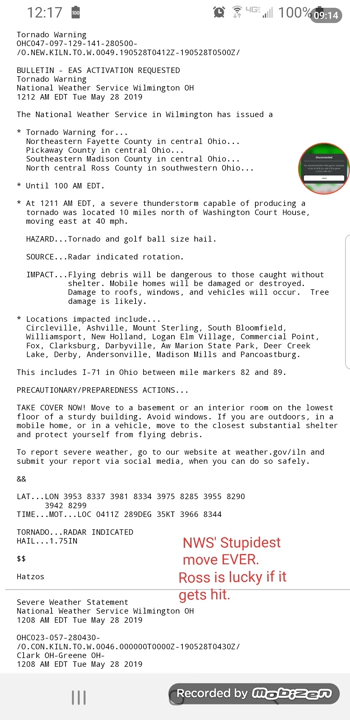 12:17
100%
09:14
Tornado Warning
OHC047-097-129-141-280500-
/O.NEW.KILN.TO.W.0049.190528T0412Z-190528T0500Z/
BULLETIN - EAS ACTIVATION REQUESTED
Tornado Warning
National Weather Service Wilmington OH
1212 AM EDT Tue May 28 2019
The National Weather Service in Wilmington has issued a
* Tornado Warning for...
Northeastern Fayette County in central Ohio...
Pickaway County in central Ohio...
Southeastern Madison County in central Ohio...
North central Ross County in southwestern Ohio...
* Until 100 AM EDT.
* At 1211 AM EDT, a severe thunderstorm capable of producing a
tornado was located 10 miles north of Washington Court House,
moving east at 40 mph.
HAZARD...Tornado and golf ball size hail.
SOURCE...Radar indicated rotation.
IMPACT...Flying debris will be dangerous to those caught without
shelter. Mobile homes will be damaged or destroyed.
Damage to roofs, windows, and vehicles will occur. Tree
damage is likely.
* Locations impacted include...
Circleville, Ashville, Mount Sterling, South Bloomfield,
Williamsport, New Holland, Logan Elm Village, Commercial Point,
Fox, Clarksburg, Darbyville, Aw Marion State Park, Deer Creek
Lake, Derby, Andersonville, Madison Mills and Pancoastburg.
This includes I-71 in Ohio between mile markers 82 and 89.
PRECAUTIONARY/PREPAREDNESS ACTIONS...
TAKE COVER NOW! Move to a basement or an interior room on the lowest
floor of a sturdy building. Avoid windows. If you are outdoors, in a
mobile home, or in a vehicle, move to the closest substantial shelter
and protect yourself from flying debris.
To report severe weather, go to our website at weather.gov/iln and
submit your report via social media, when you can do so safely.
&&
LAT...LON 3953 8337 3981 8334 3975 8285 3955 8290
3942 8299
TIME...MOT...LOC 0411Z 289DEG 35KT 3966 8344
TORNADO...RADAR INDICATED
HAIL...1.75IN
$$
Hatzos
NWS' Stupidest
move EVER.
Ross is lucky if it
gets hit.
Severe Weather Statement
National Weather Service Wilmington OH
1208 AM EDT Tue May 28 2019
OHC023-057-280430-
/O.CON.KILN.TO.W.0046.000000T0000Z-190528T0430Z/
Clark OH-Greene OH-
1208 AM EDT Tue May 28 2019
Recorded by Mobizen